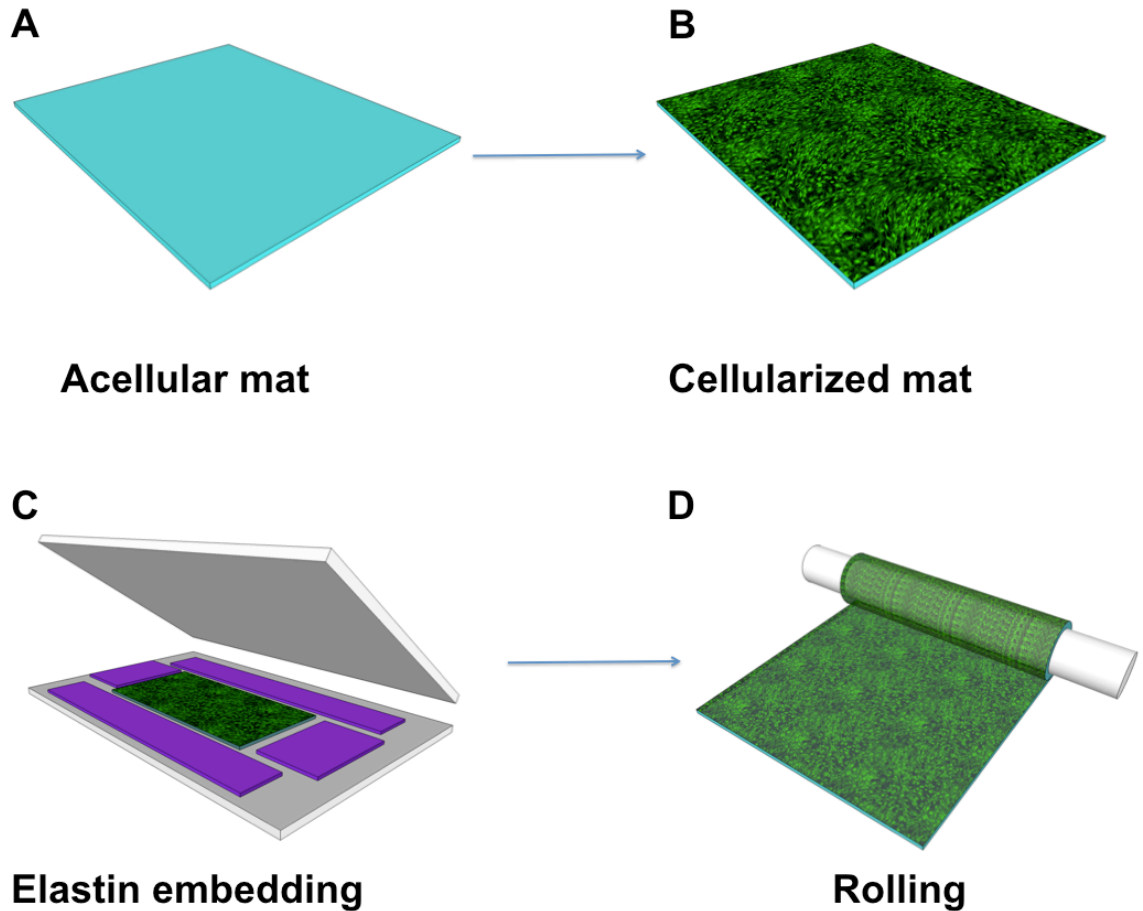 A
B
Acellular mat
Cellularized mat
C
D
Elastin embedding
Rolling